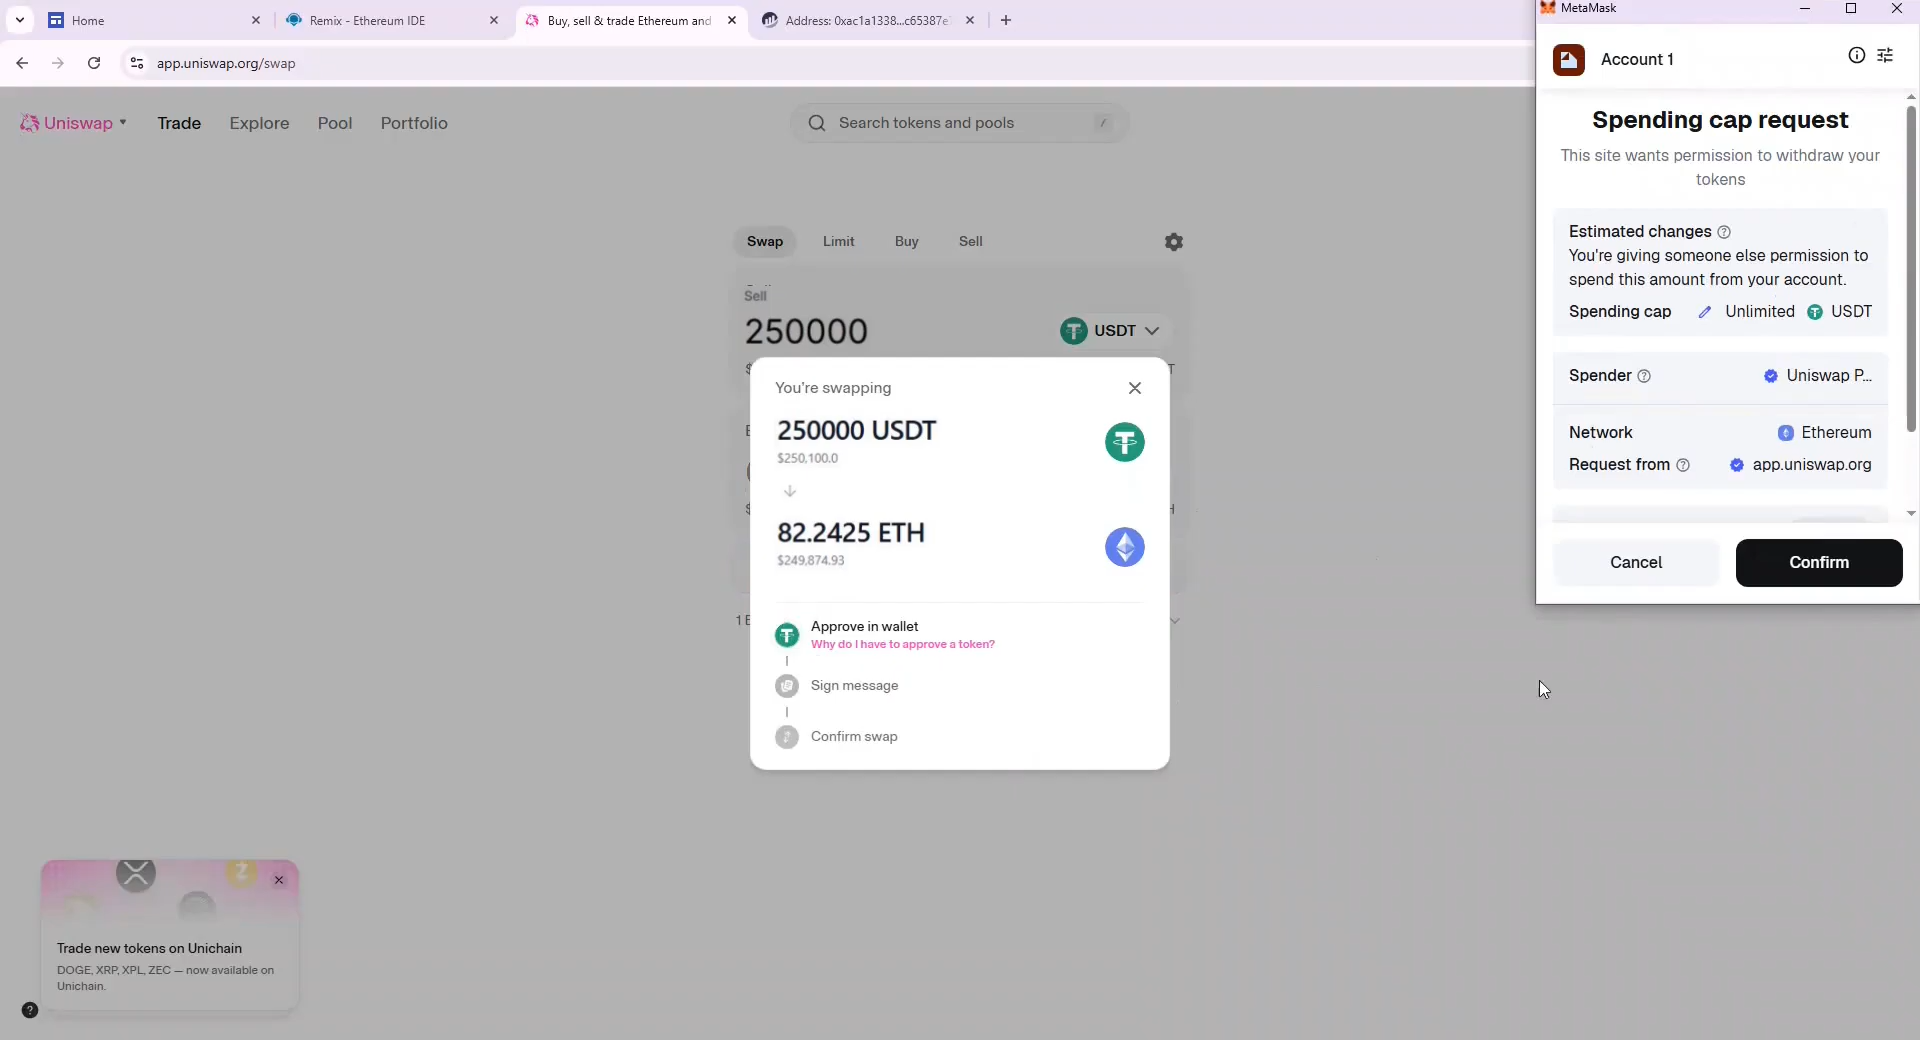 Home
Remix - Ethereum IDE
Buy, sell & trade Ethereum and
Address: 0xac1a1338...c65387e
app.uniswap.org/swap
Uniswap
Trade
Explore
Pool
Portfolio
Search tokens and pools
/
Swap
Limit
Buy
Sell
Sell
250000
USDT
You're swapping
250000 USDT
$250,100.0
82.2425 ETH
$249,874.93
Approve in wallet
Why do I have to approve a token?
Sign message
Confirm swap
Trade new tokens on Unichain
DOGE, XRP, XPL, ZEC — now available on
Unichain.
?
MetaMask
Account 1
Spending cap request
This site wants permission to withdraw your
tokens
Estimated changes ?
You're giving someone else permission to
spend this amount from your account.
Spending cap Unlimited USDT
Spender ? Uniswap P...
Network Ethereum
Request from ? app.uniswap.org
Cancel
Confirm